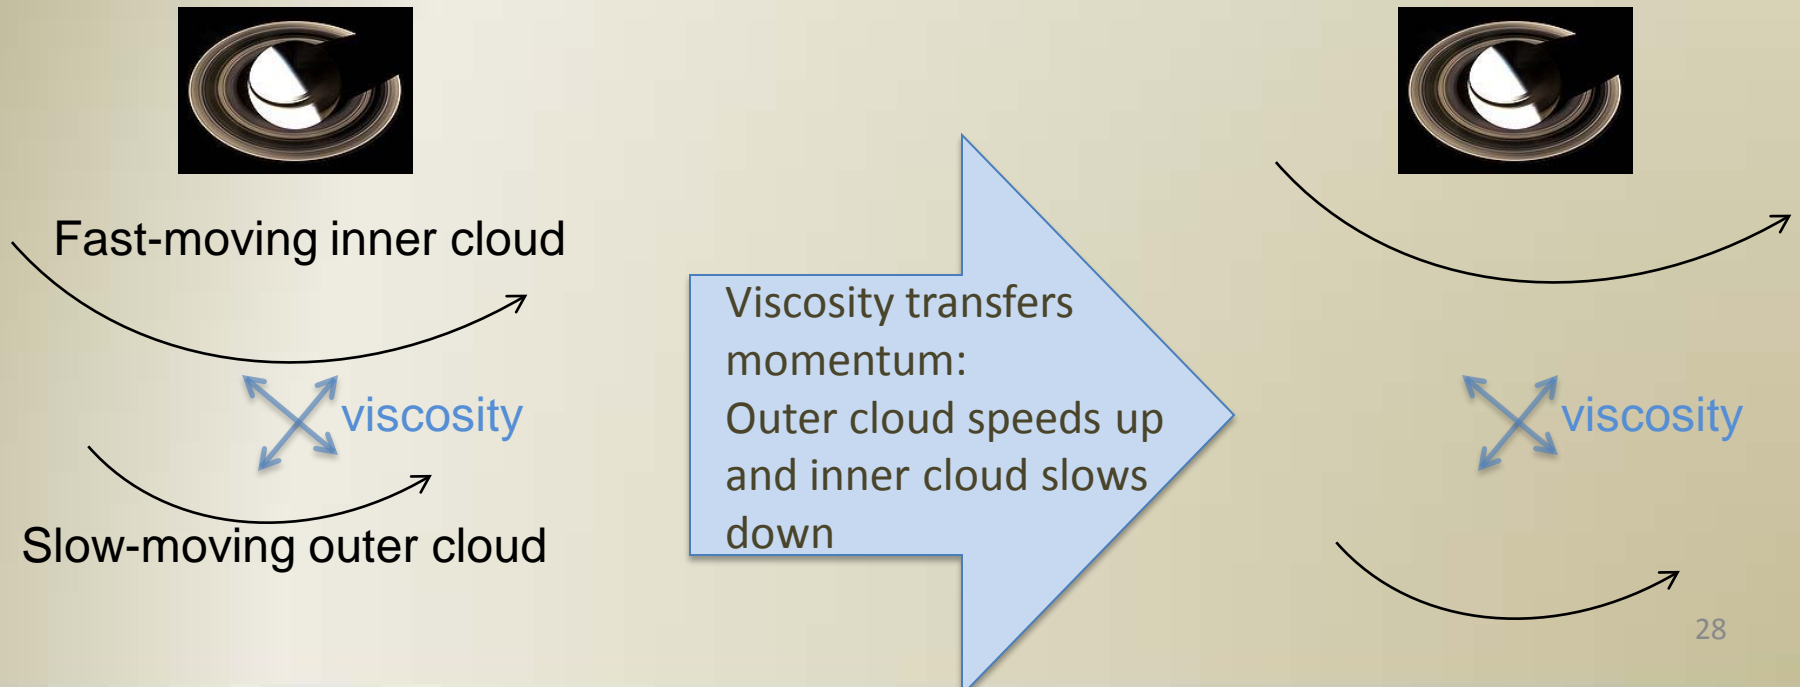 Fast-moving inner cloud
viscosity
Slow-moving outer cloud
Viscosity transfers
momentum:
Outer cloud speeds up
and inner cloud slows
down
viscosity
28